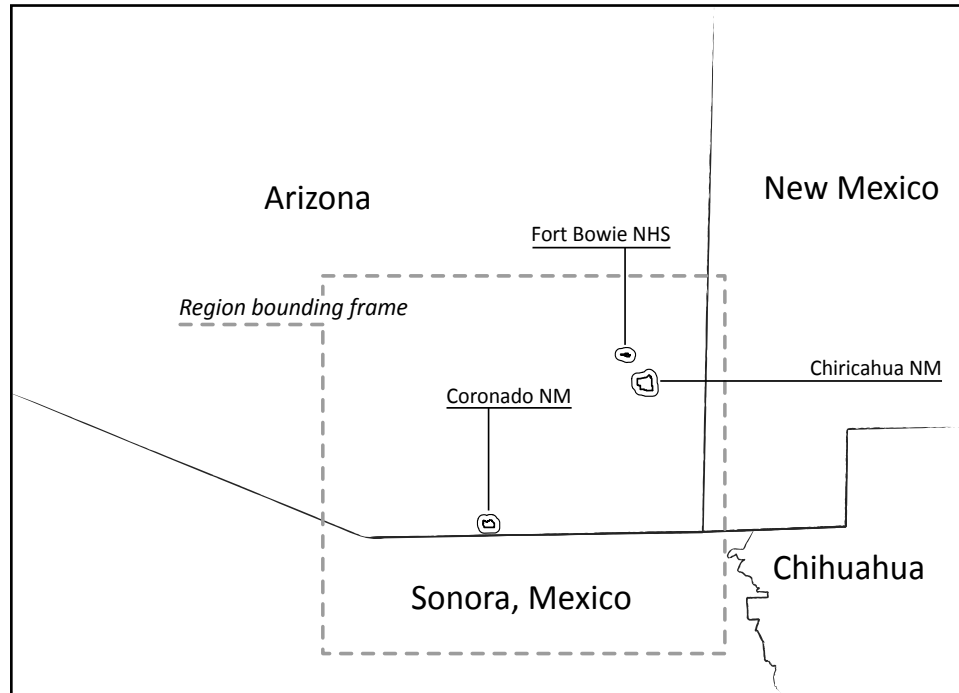 Arizona
New Mexico
Fort Bowie NHS
Region bounding frame
Chiricahua NM
Coronado NM
Chihuahua
Sonora, Mexico